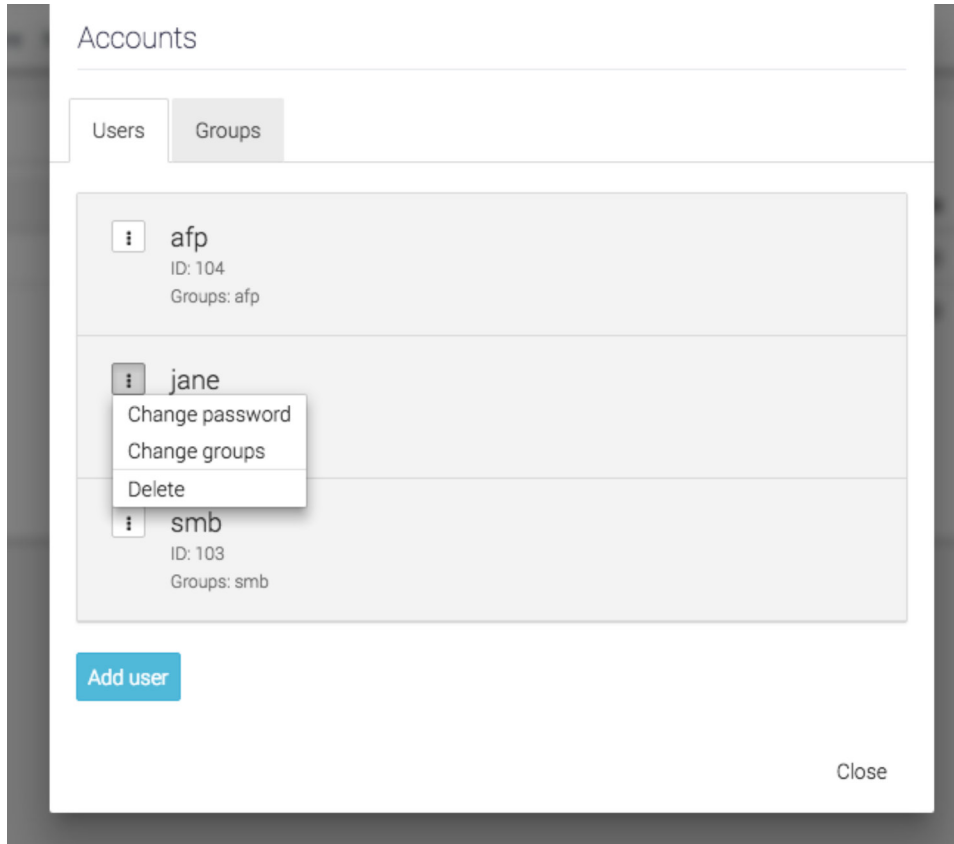 Accounts
Users Groups
afp
ID: 104
Groups: afp
jane
Change password
Change groups
Delete
smb
ID: 103
Groups: smb
Add user
Close